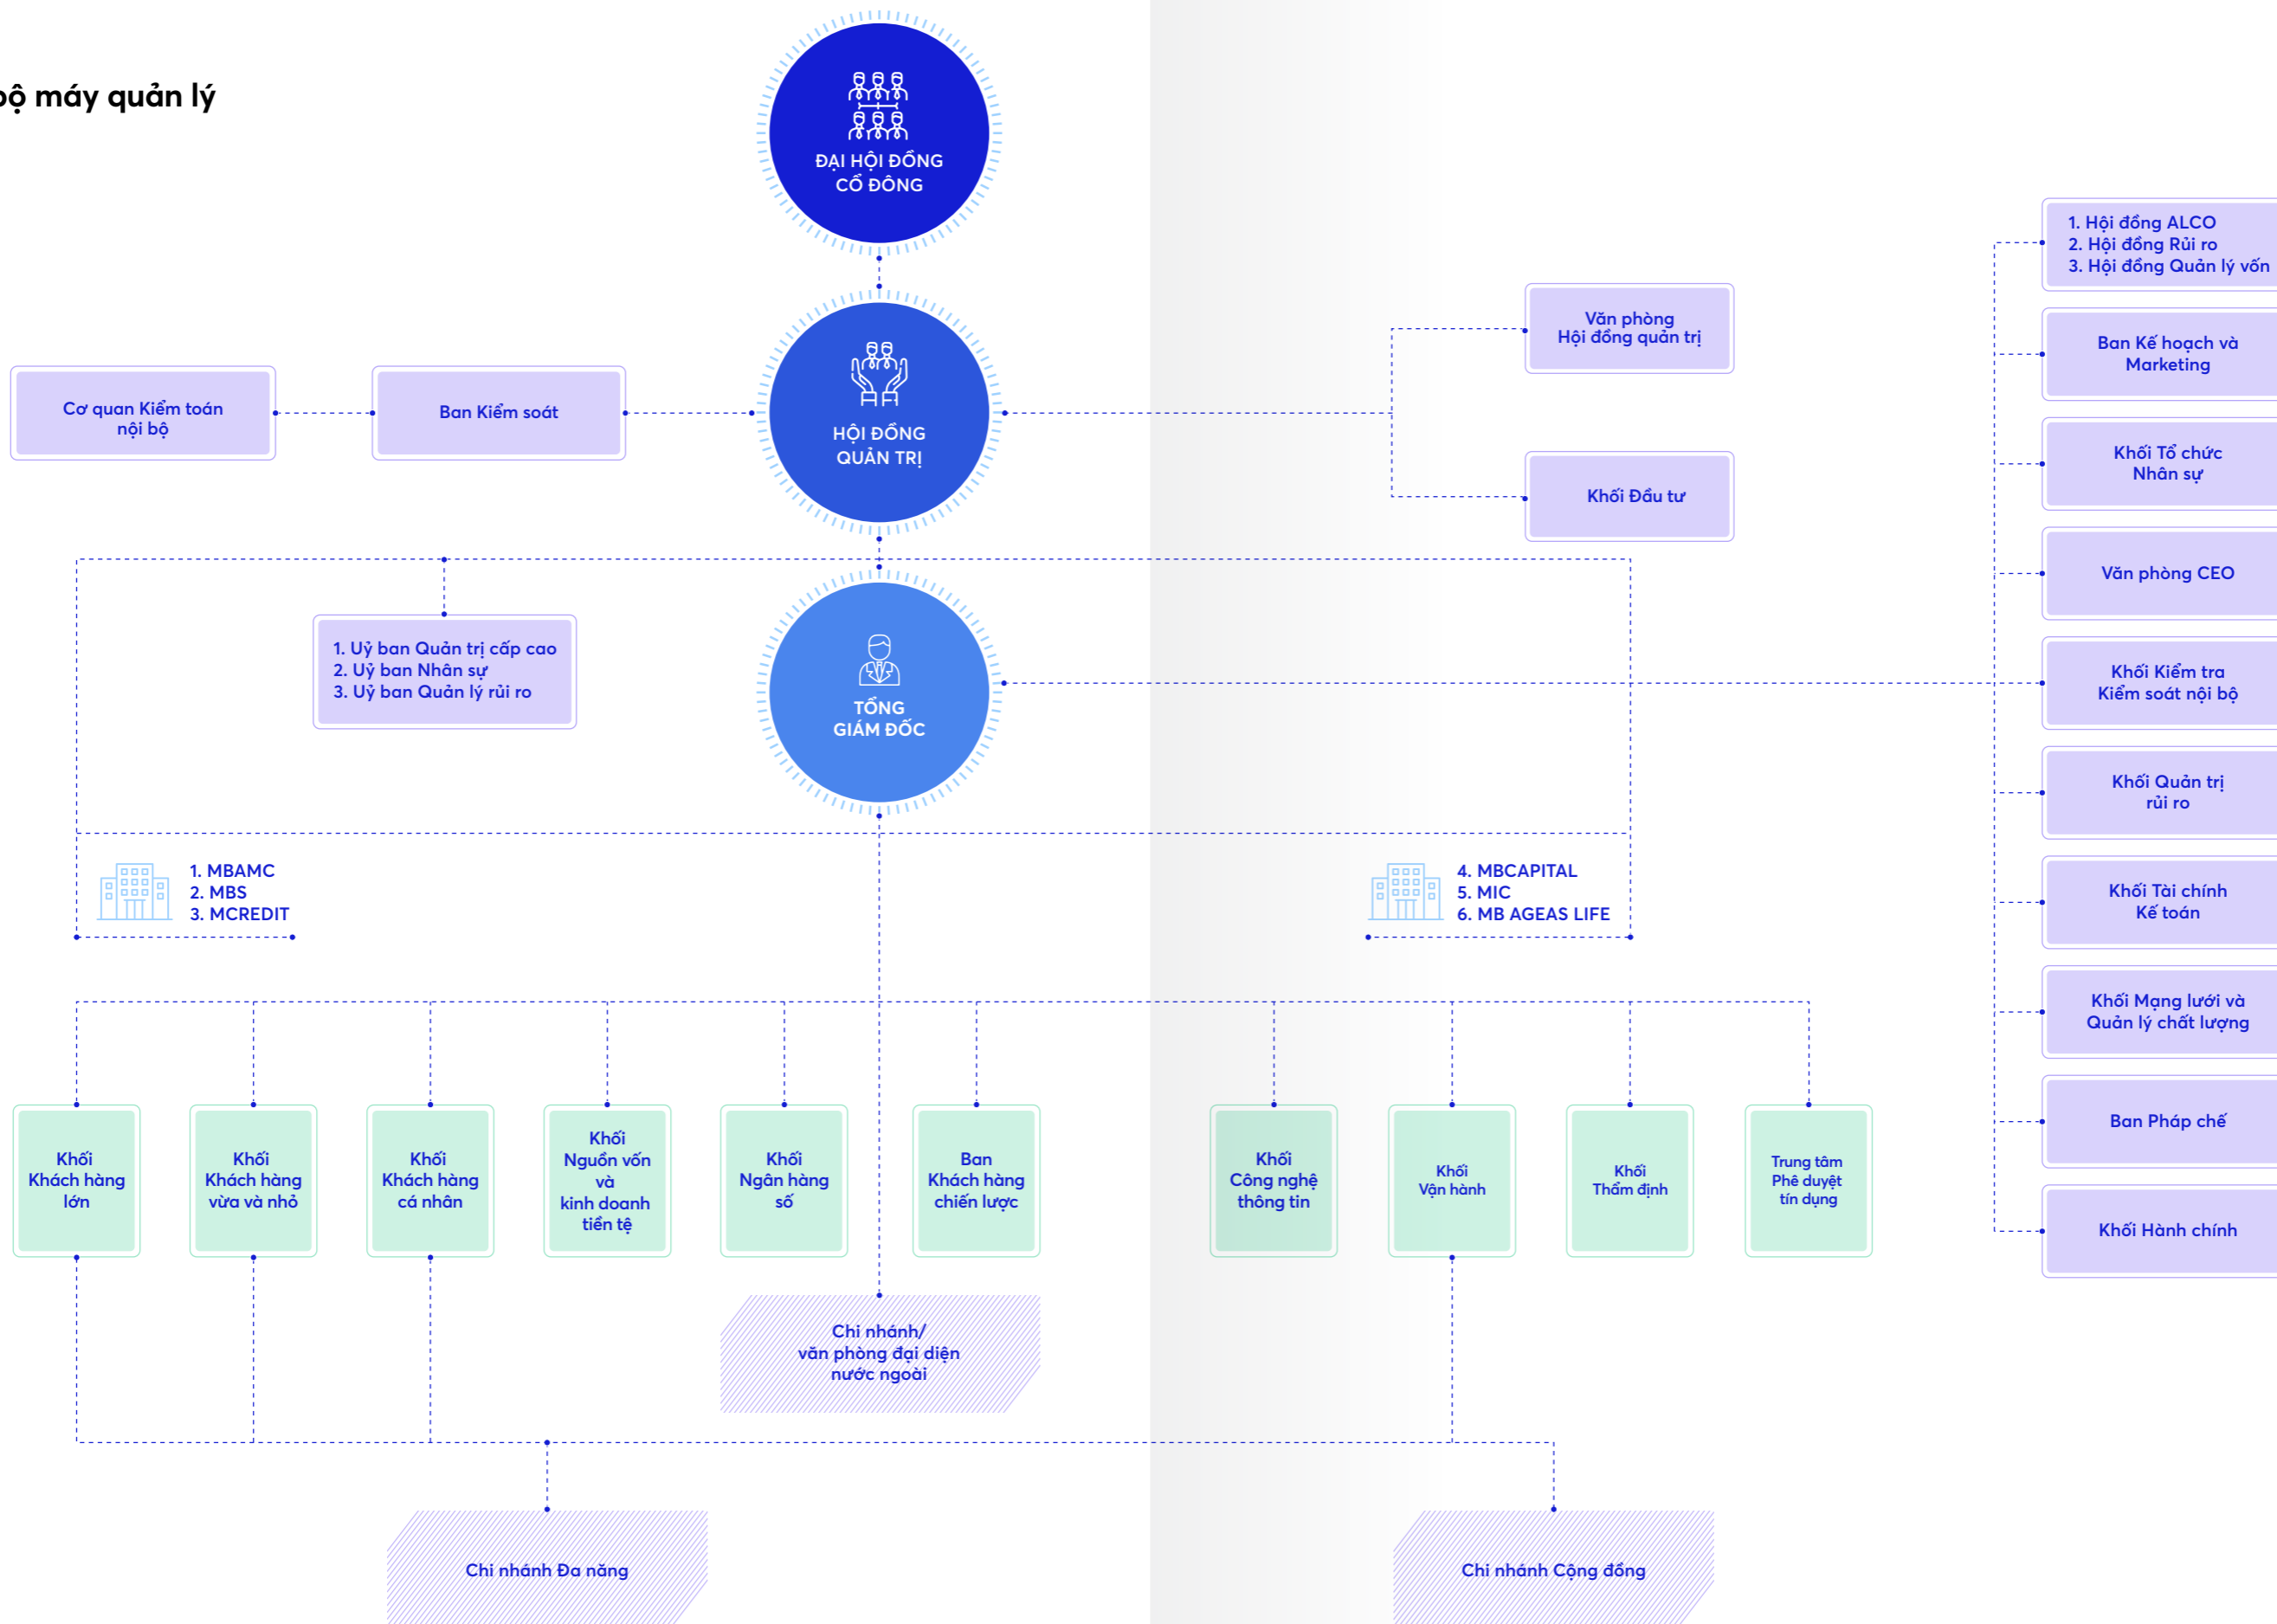 bộ máy quản lý
ĐẠI HỘI ĐỒNG
CỔ ĐÔNG
HỘI ĐỒNG
QUẢN TRỊ
Cơ quan Kiểm toán
nội bộ
Ban Kiểm soát
Văn phòng
Hội đồng quản trị
Khối Đầu tư
1. Uỷ ban Quản trị cấp cao
2. Uỷ ban Nhân sự
3. Uỷ ban Quản lý rủi ro
TỔNG
GIÁM ĐỐC
1. MBAMC
2. MBS
3. MCREDIT
4. MBCAPITAL
5. MIC
6. MB AGEAS LIFE
1. Hội đồng ALCO
2. Hội đồng Rủi ro
3. Hội đồng Quản lý vốn
Ban Kế hoạch và
Marketing
Khối Tổ chức
Nhân sự
Văn phòng CEO
Khối Kiểm tra
Kiểm soát nội bộ
Khối Quản trị
rủi ro
Khối Tài chính
Kế toán
Khối Mạng lưới và
Quản lý chất lượng
Ban Pháp chế
Khối Hành chính
Khối
Khách hàng
lớn
Khối
Khách hàng
vừa và nhỏ
Khối
Khách hàng
cá nhân
Khối
Nguồn vốn
và
kinh doanh
tiền tệ
Khối
Ngân hàng
số
Ban
Khách hàng
chiến lược
Khối
Công nghệ
thông tin
Khối
Vận hành
Khối
Thẩm định
Trung tâm
Phê duyệt
tín dụng
Chi nhánh/
văn phòng đại diện
nước ngoài
Chi nhánh Đa năng
Chi nhánh Cộng đồng